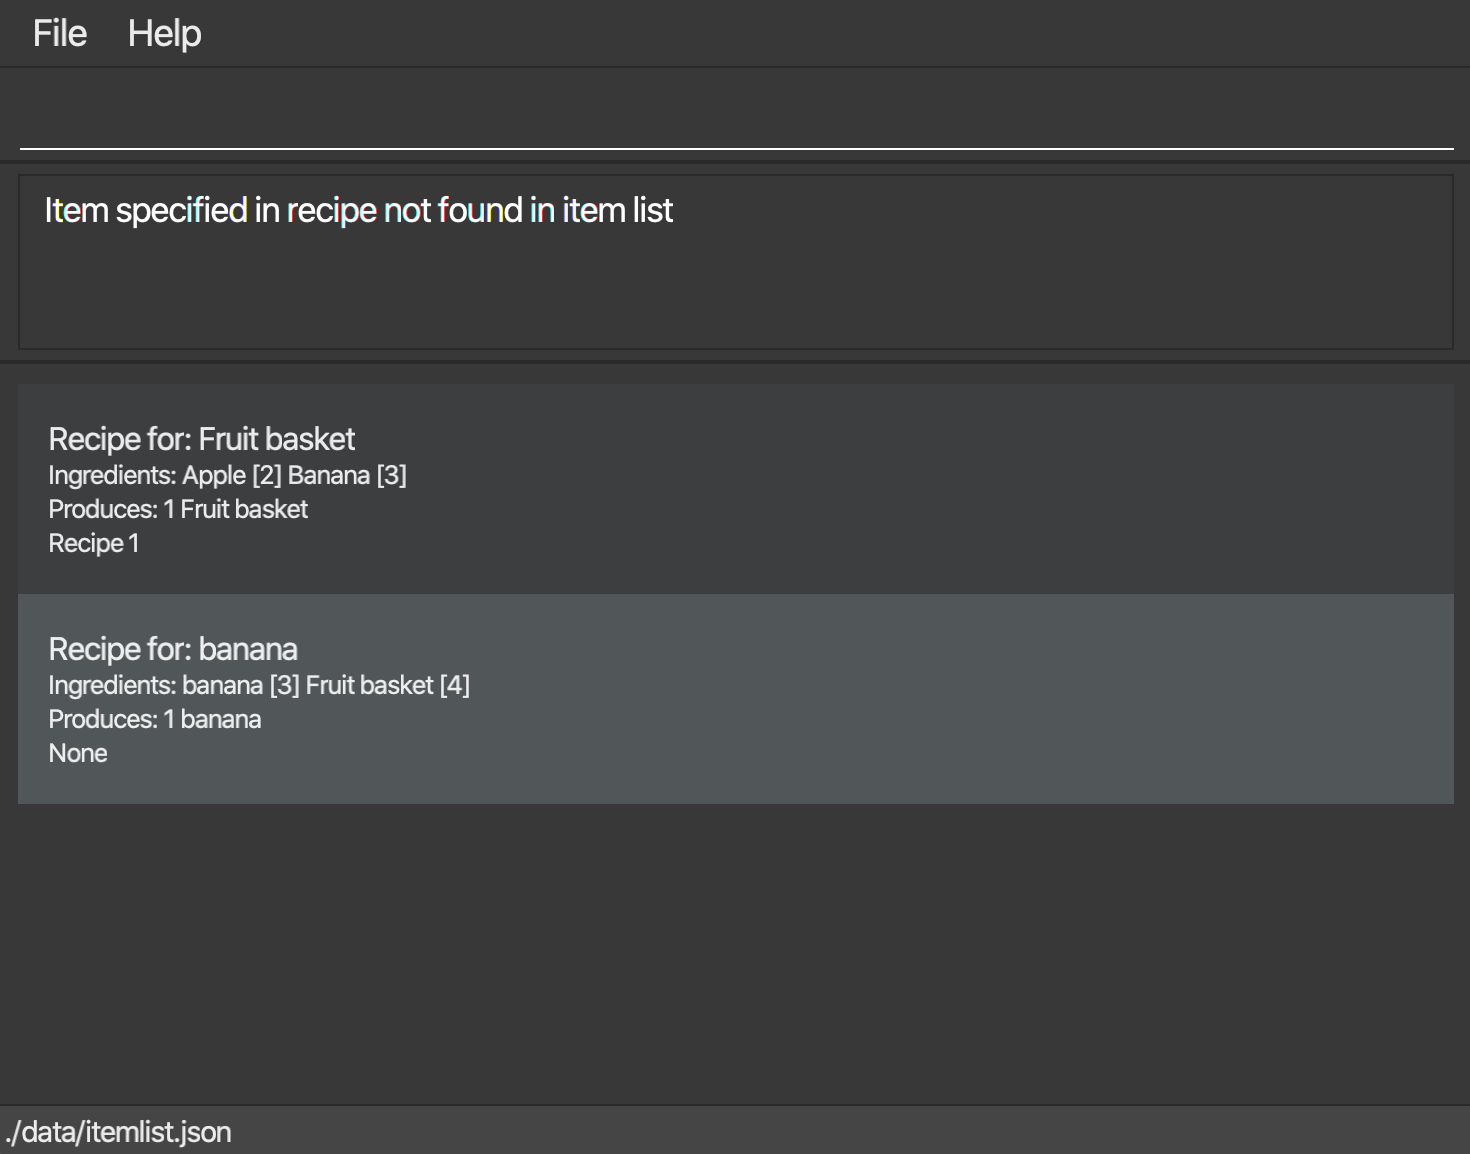 File Help
Item specified in recipe not found in item list
Recipe for: Fruit basket
Ingredients: Apple [2] Banana [3]
Produces: 1 Fruit basket
Recipe 1
Recipe for: banana
Ingredients: banana [3] Fruit basket [4]
Produces: 1 banana
None
./data/itemlist.json